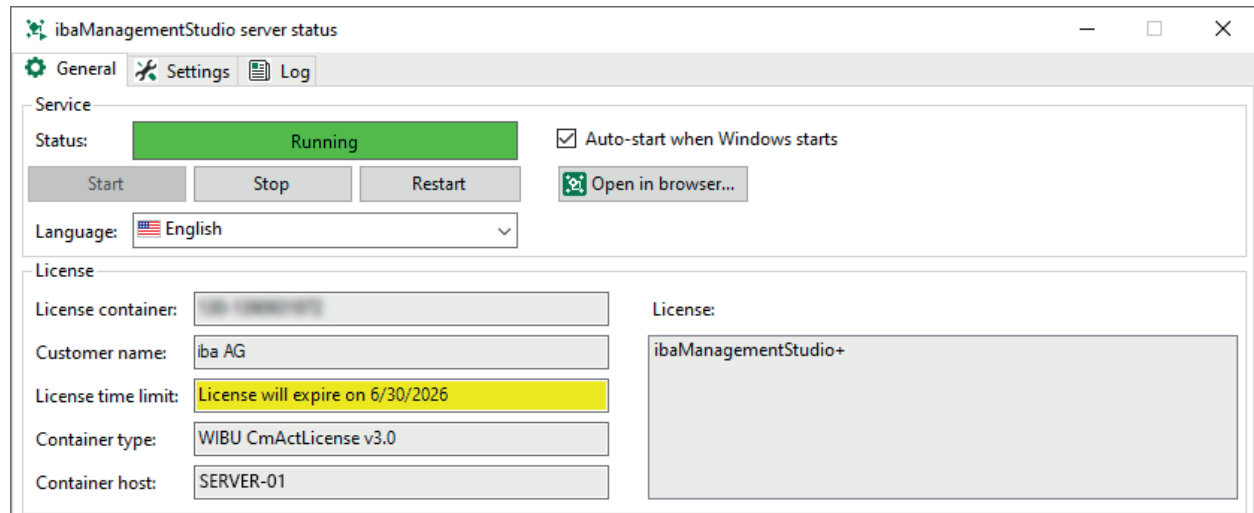 ibaManagementStudio server status
General Settings Log
Service
Status: Running Auto-start when Windows starts
Start Stop Restart Open in browser...
Language: English
License
License container: License:
Customer name: iba AG ibaManagementStudio+
License time limit: License will expire on 6/30/2026
Container type: WIBU CmActLicense v3.0
Container host: SERVER-01